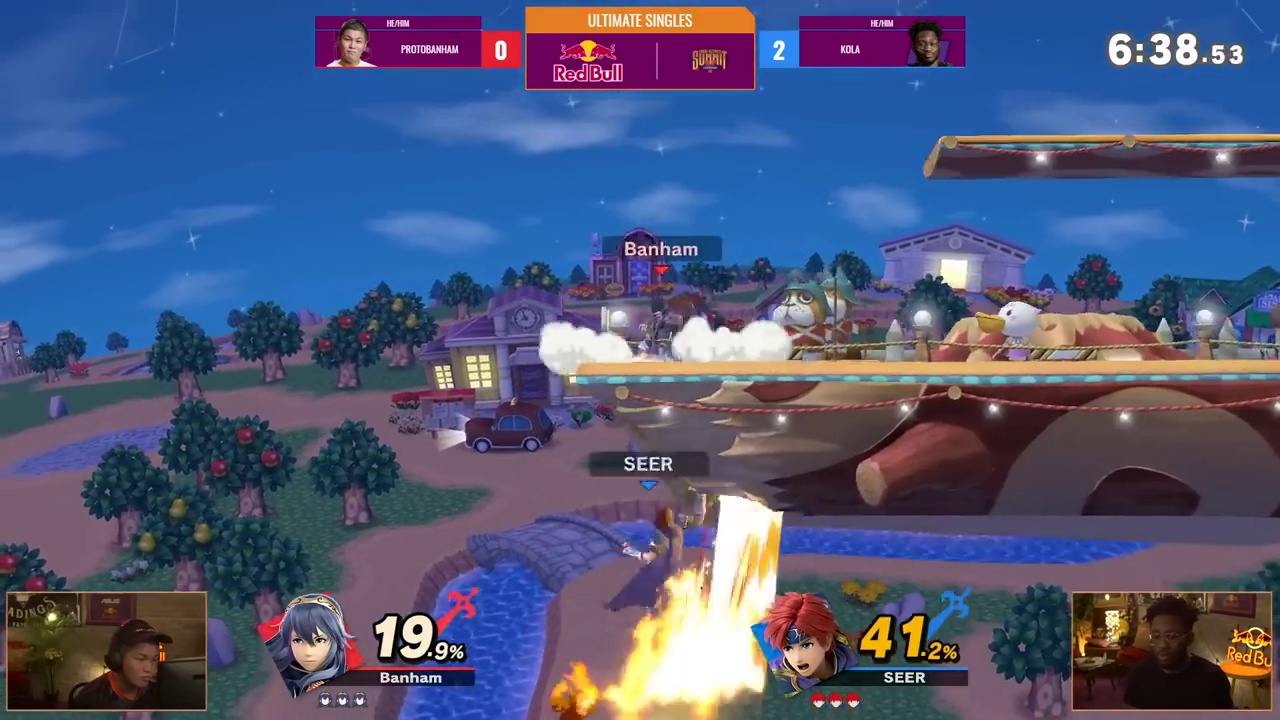 HE/HIM
PROTOBANHAM
0
ULTIMATE SINGLES
Red Bull
SUMMIT
2
HE/HIM
KOLA
6:38.53
Banham
SEER
19.9%
Banham
41.2%
SEER